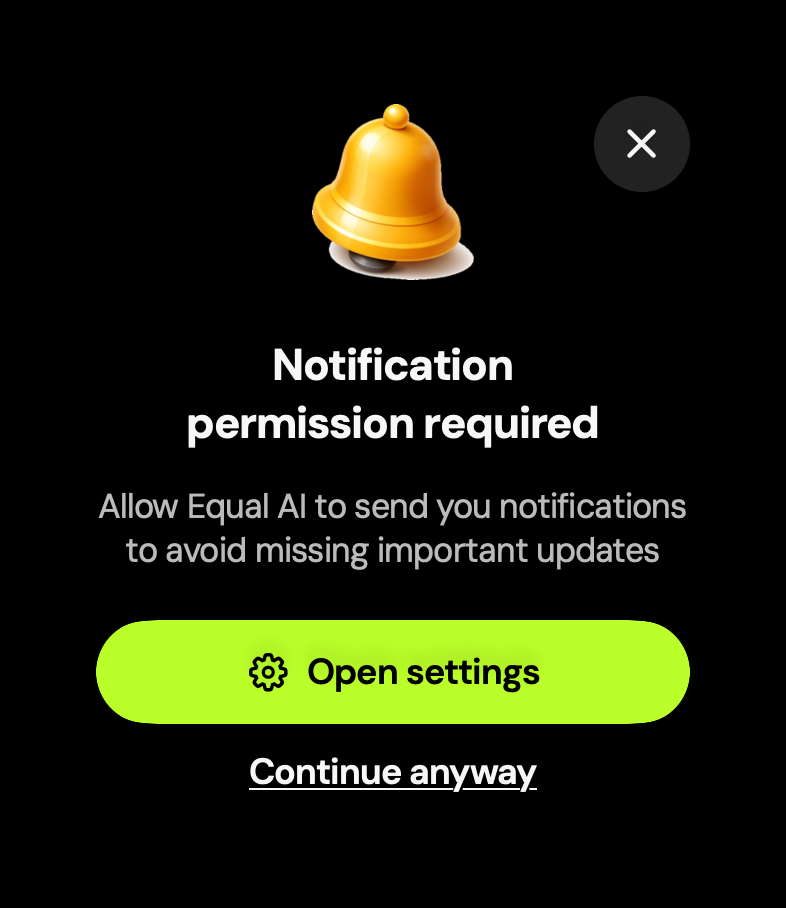 Notification
permission required
Allow Equal AI to send you notifications
to avoid missing important updates
Open settings
Continue anyway